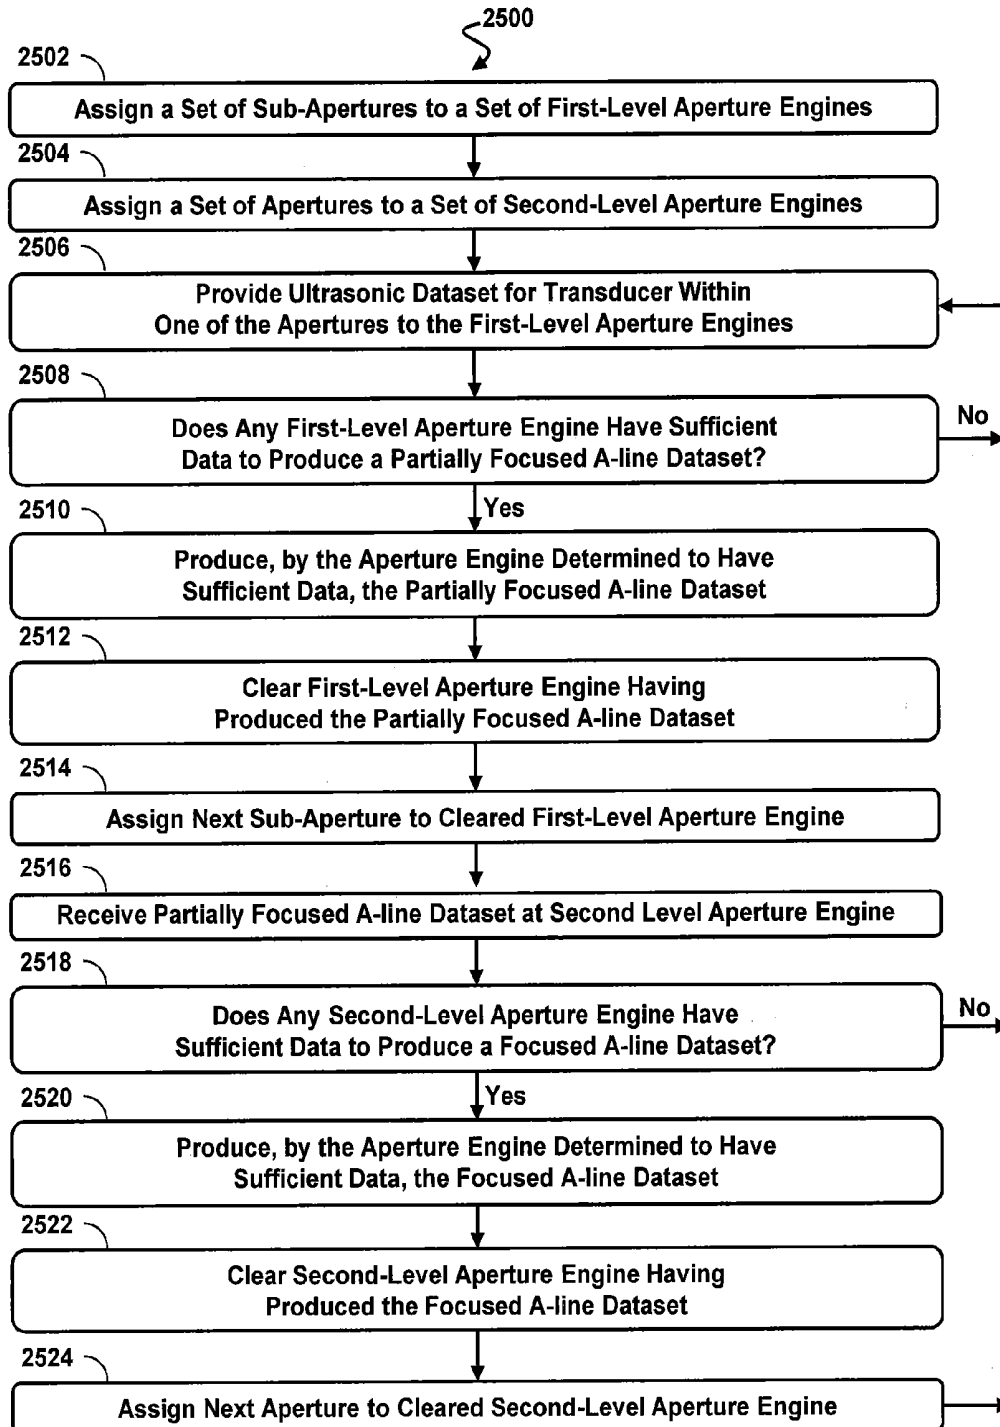 2500
2502
Assign a Set of Sub-Apertures to a Set of First-Level Aperture Engines
2504
Assign a Set of Apertures to a Set of Second-Level Aperture Engines
2506
Provide Ultrasonic Dataset for Transducer Within
One of the Apertures to the First-Level Aperture Engines
2508
Does Any First-Level Aperture Engine Have Sufficient
Data to Produce a Partially Focused A-line Dataset?
No
Yes
2510
Produce, by the Aperture Engine Determined to Have
Sufficient Data, the Partially Focused A-line Dataset
2512
Clear First-Level Aperture Engine Having
Produced the Partially Focused A-line Dataset
2514
Assign Next Sub-Aperture to Cleared First-Level Aperture Engine
2516
Receive Partially Focused A-line Dataset at Second Level Aperture Engine
2518
Does Any Second-Level Aperture Engine Have
Sufficient Data to Produce a Focused A-line Dataset?
No
Yes
2520
Produce, by the Aperture Engine Determined to Have
Sufficient Data, the Focused A-line Dataset
2522
Clear Second-Level Aperture Engine Having
Produced the Focused A-line Dataset
2524
Assign Next Aperture to Cleared Second-Level Aperture Engine